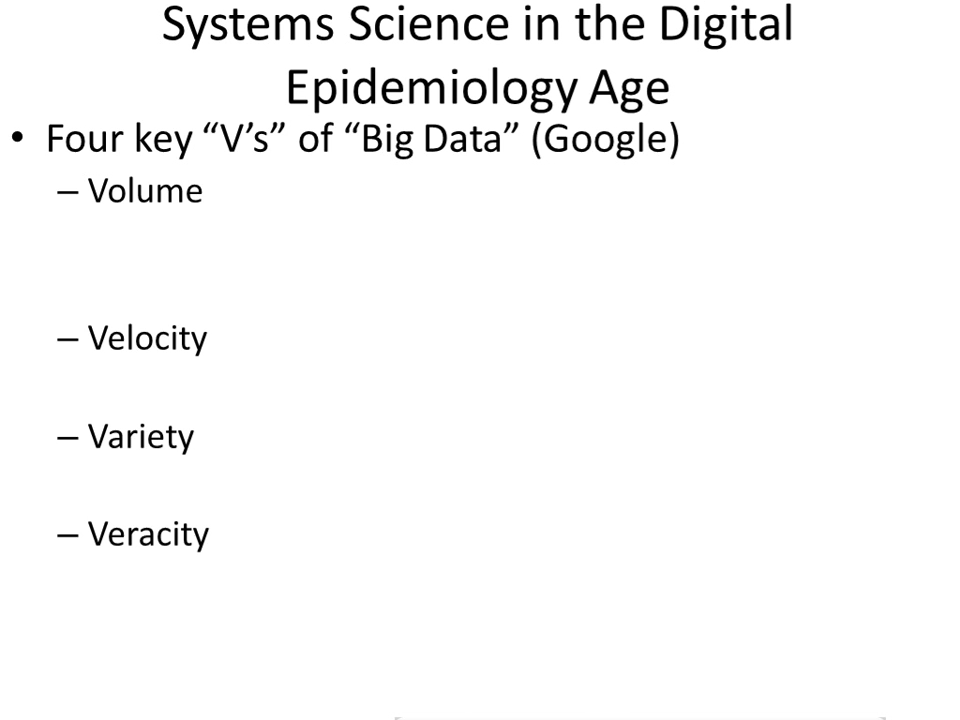 Systems Science in the Digital
Epidemiology Age
• Four key “V’s” of “Big Data” (Google)
– Volume
– Velocity
– Variety
– Veracity